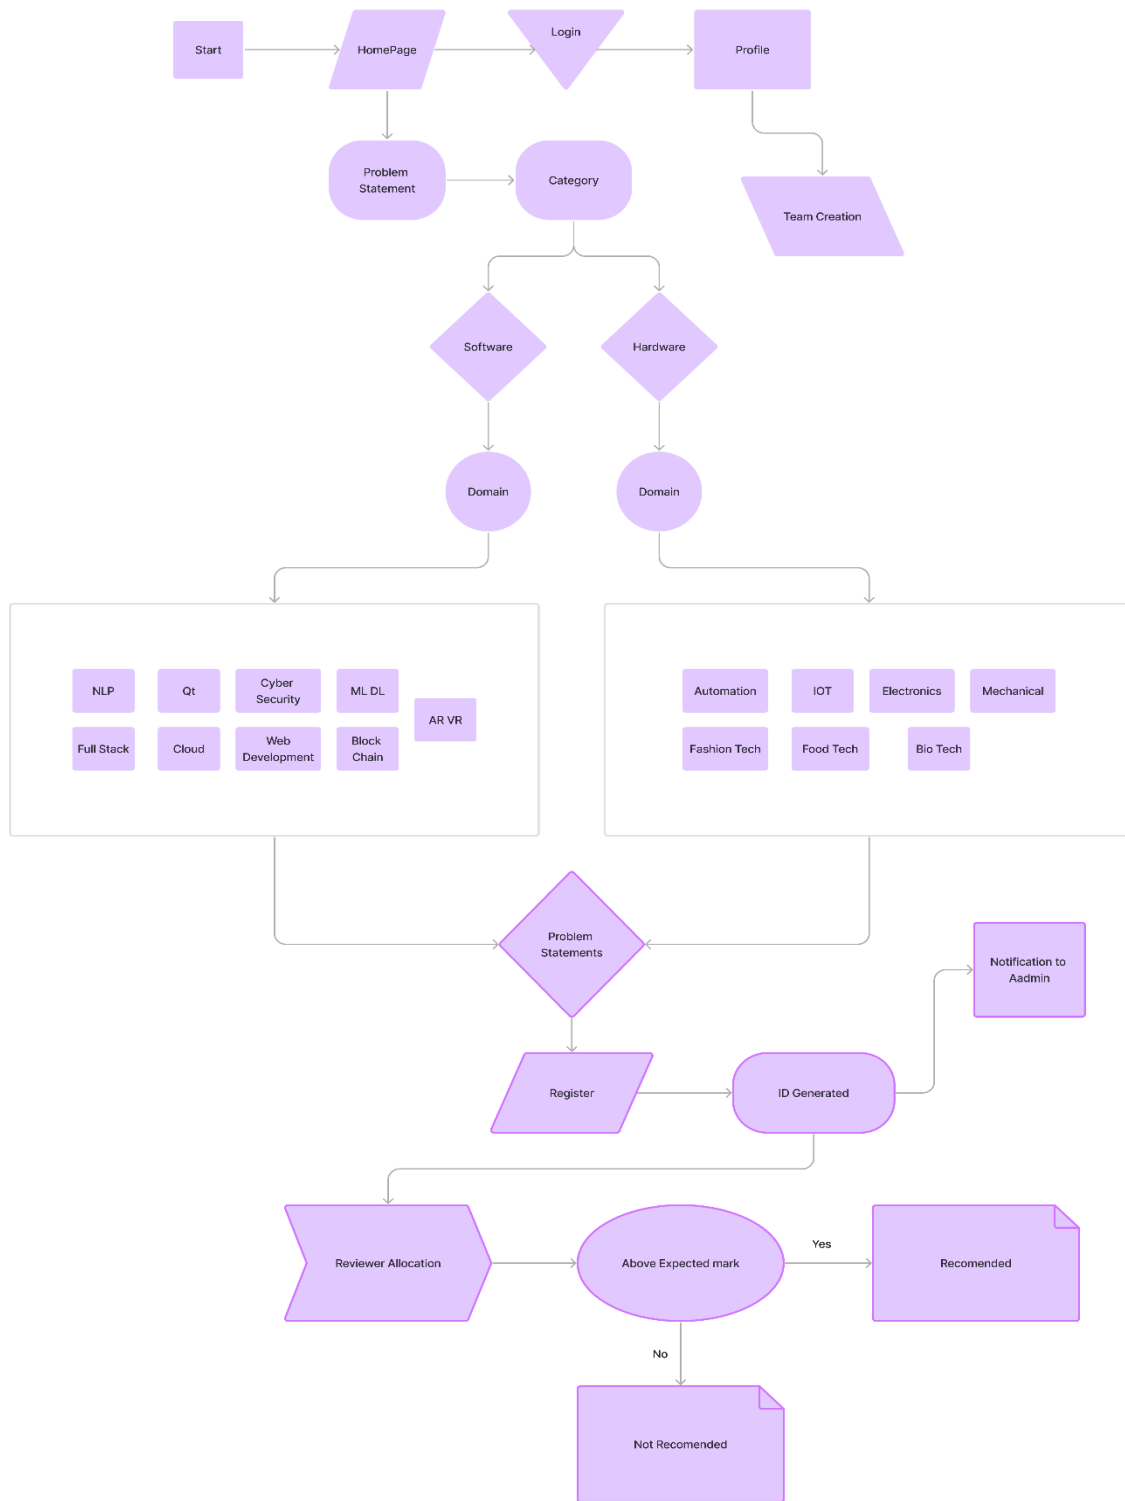 Start
HomePage
Login
Profile
Problem
Statement
Category
Team Creation
Software
Hardware
Domain
Domain
NLP
Qt
Cyber
Security
ML DL
AR VR
Full Stack
Cloud
Web
Development
Block
Chain
Automation
IOT
Electronics
Mechanical
Fashion Tech
Food Tech
Bio Tech
Problem
Statements
Notification to
Aadmin
Register
ID Generated
Reviewer Allocation
Above Expected mark
Yes
Recomended
No
Not Recomended